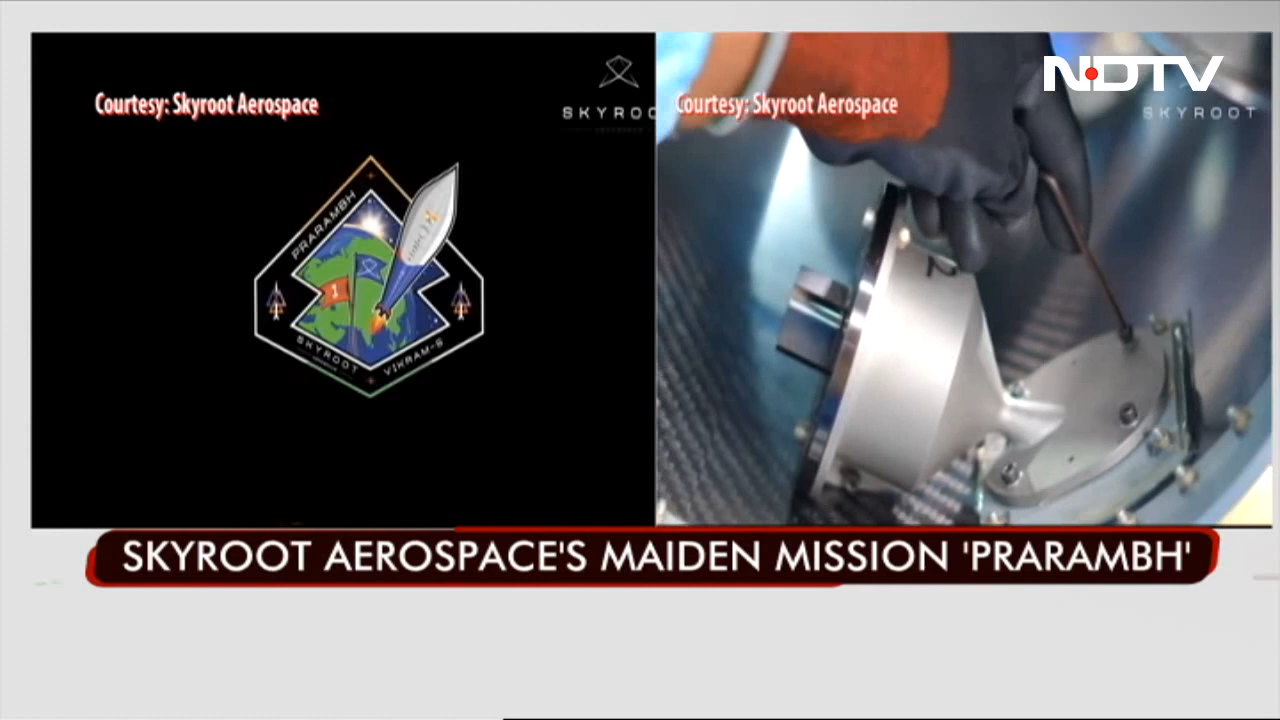 NDTV
Courtesy: Skyroot Aerospace
SKYROO
Courtesy: Skyroot Aerospace
SKYROOT
PRARAMBH
1
SKYROOT
VIKRAM-S
SKYROOT AEROSPACE'S MAIDEN MISSION 'PRARAMBH'